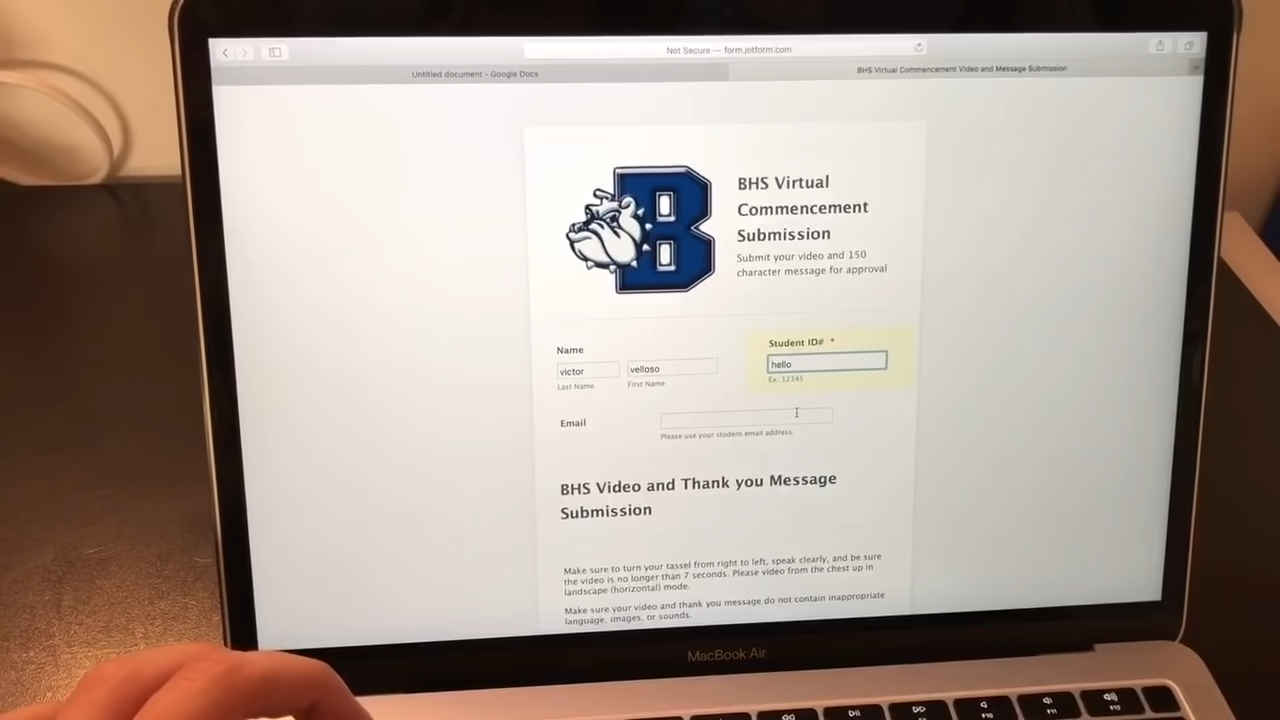 Not Secure — form.jotform.com
Untitled document - Google Docs
BHS Virtual Commencement Video and Message Submission
B
BHS Virtual
Commencement
Submission
Submit your video and 150
character message for approval
Name
Student ID# *
victor
velloso
hello
Last Name
First Name
Ex. 12345
Email
Please use your student email address.
BHS Video and Thank you Message
Submission
Make sure to turn your tassel from right to left, speak clearly, and be sure
the video is no longer than 7 seconds. Please video from the chest up in
landscape (horizontal) mode.
Make sure your video and thank you message do not contain inappropriate
language, images, or sounds.
MacBook Air
F10
F11
F12